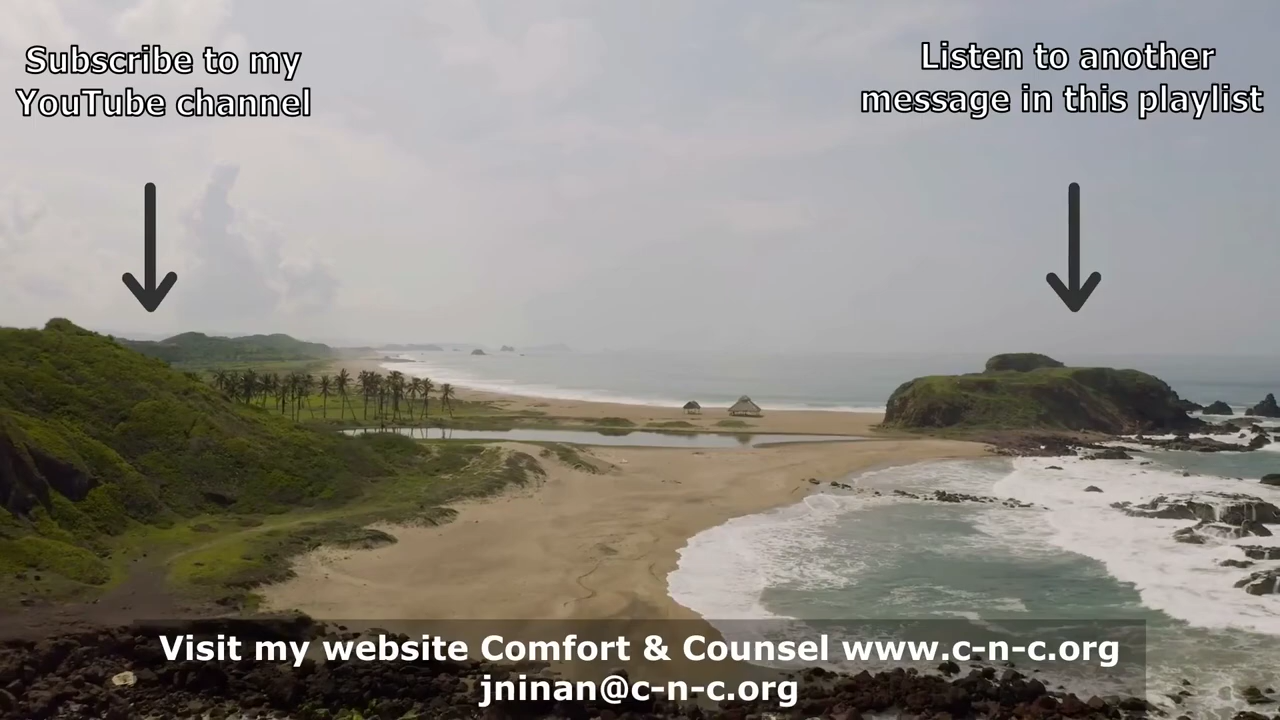 Subscribe to my
YouTube channel
Listen to another
message in this playlist
Visit my website Comfort & Counsel www.c-n-c.org
jninan@c-n-c.org